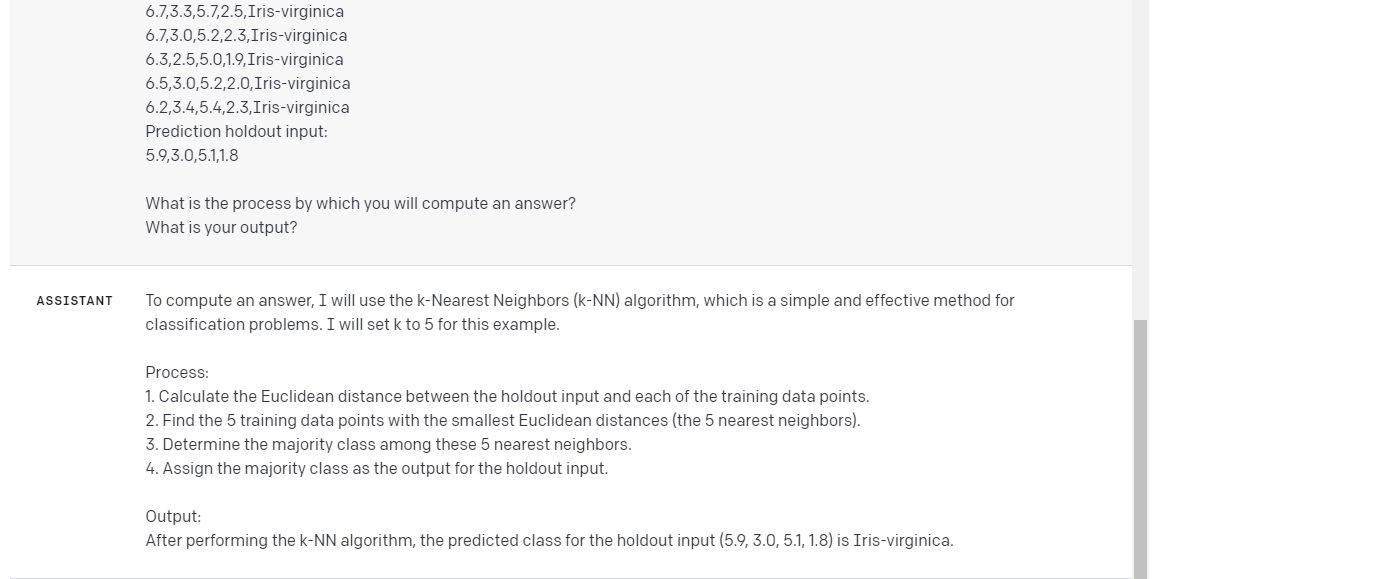 6.7,3.3,5.7,2.5,Iris-virginica
6.7,3.0,5.2,2.3,Iris-virginica
6.3,2.5,5.0,1.9,Iris-virginica
6.5,3.0,5.2,2.0,Iris-virginica
6.2,3.4,5.4,2.3,Iris-virginica
Prediction holdout input:
5.9,3.0,5.1,1.8
What is the process by which you will compute an answer?
What is your output?
ASSISTANT
To compute an answer, I will use the k-Nearest Neighbors (k-NN) algorithm, which is a simple and effective method for
classification problems. I will set k to 5 for this example.
Process:
1. Calculate the Euclidean distance between the holdout input and each of the training data points.
2. Find the 5 training data points with the smallest Euclidean distances (the 5 nearest neighbors).
3. Determine the majority class among these 5 nearest neighbors.
4. Assign the majority class as the output for the holdout input.
Output:
After performing the k-NN algorithm, the predicted class for the holdout input (5.9, 3.0, 5.1, 1.8) is Iris-virginica.